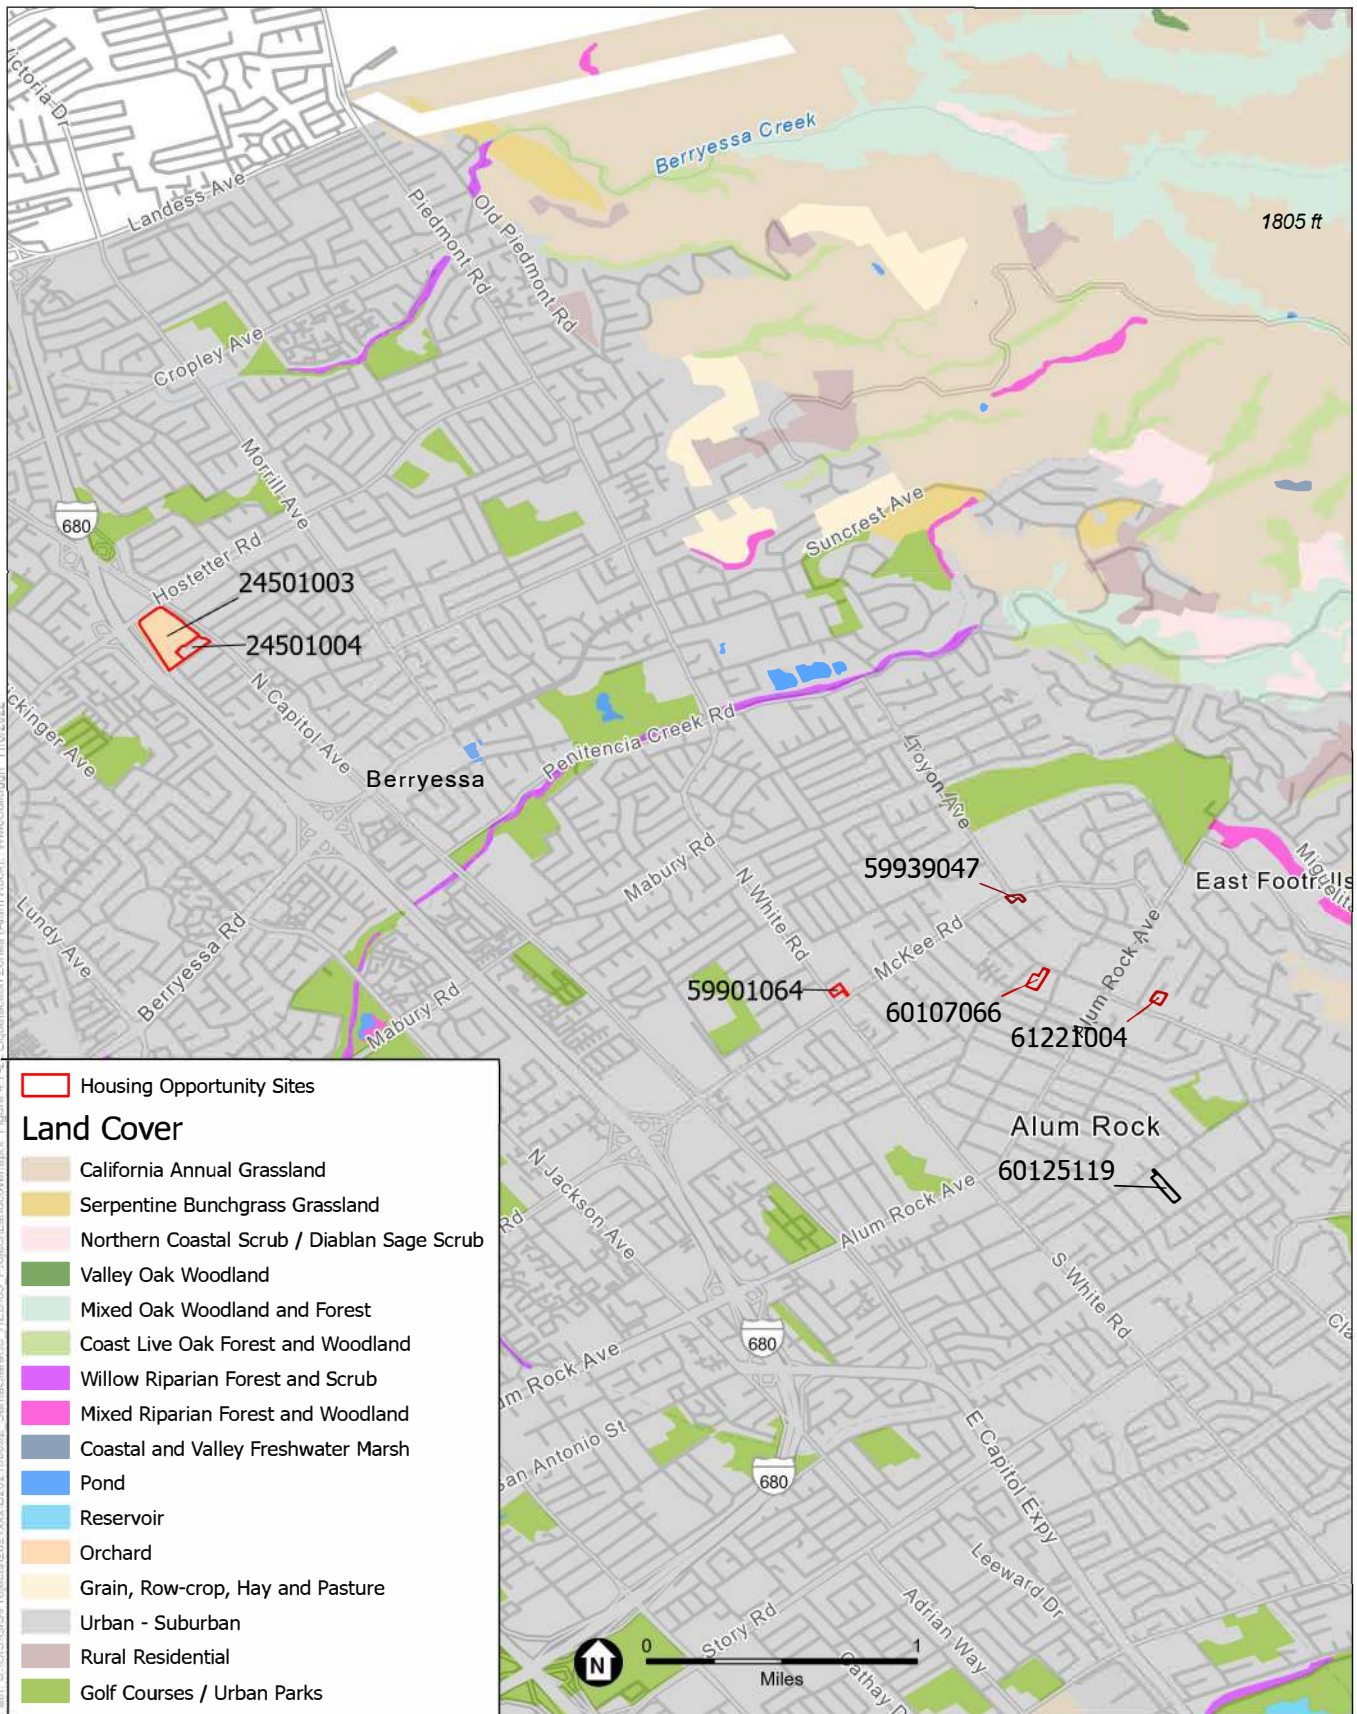 Victoria Dr
Landess Ave
Piedmont Rd
Old Piedmont Rd
Berryessa Creek
1805 ft
Cropley Ave
Morrill Ave
680
Hostetter Rd
Suncrest Ave
24501003
24501004
N Capitol Ave
Penitencia Creek Rd
Berryessa
Toyon Ave
Mabury Rd
N White Rd
59939047
East Foothills
McKee Rd
Alum Rock Ave
Lundy Ave
Berryessa Rd
Mabury Rd
59901064
60107066
61221004
Alum Rock
60125119
N Jackson Ave
Rd
Alum Rock Ave
S White Rd
680
um Rock Ave
San Antonio St
680
E Capitol Expy
Leeward Dr
Adrian Way
Story Rd
Cathay D
Housing Opportunity Sites
Land Cover
California Annual Grassland
Serpentine Bunchgrass Grassland
Northern Coastal Scrub / Diablan Sage Scrub
Valley Oak Woodland
Mixed Oak Woodland and Forest
Coast Live Oak Forest and Woodland
Willow Riparian Forest and Scrub
Mixed Riparian Forest and Woodland
Coastal and Valley Freshwater Marsh
Pond
Reservoir
Orchard
Grain, Row-crop, Hay and Pasture
Urban - Suburban
Rural Residential
Golf Courses / Urban Parks
N
0 1
Miles